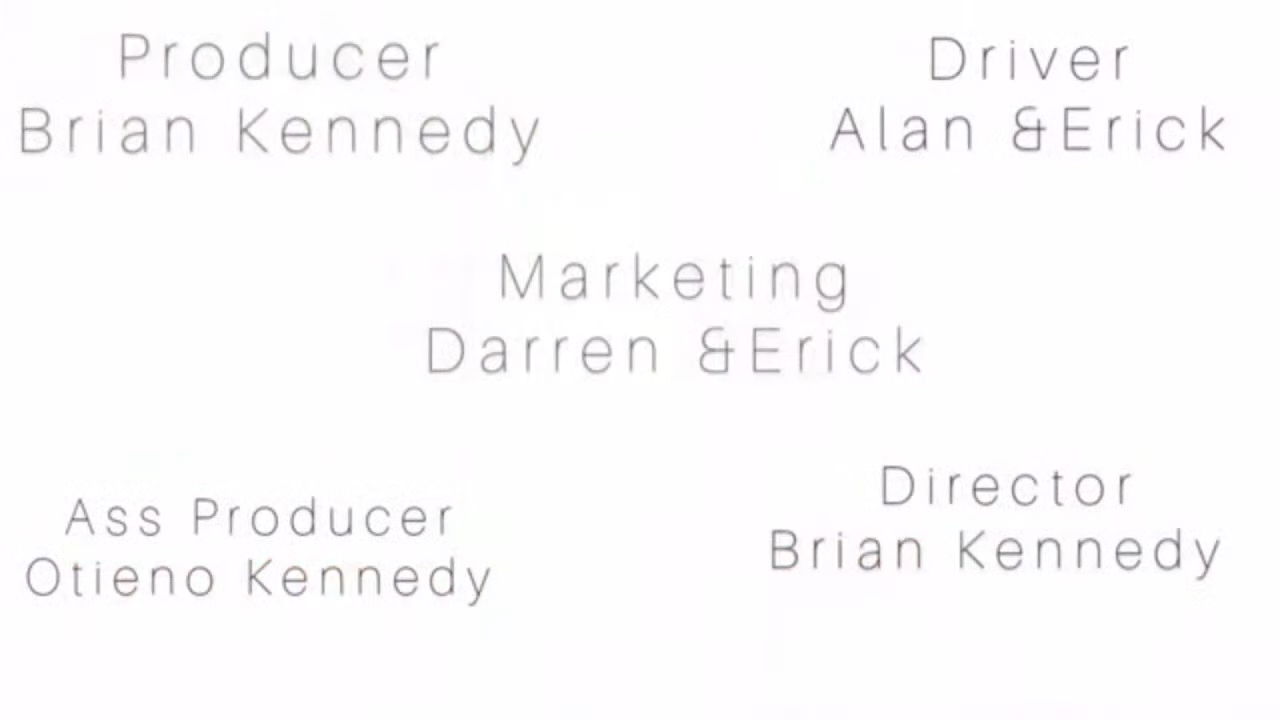 Producer
Brian Kennedy
Driver
Alan &Erick
Marketing
Darren &Erick
Ass Producer
Otieno Kennedy
Director
Brian Kennedy